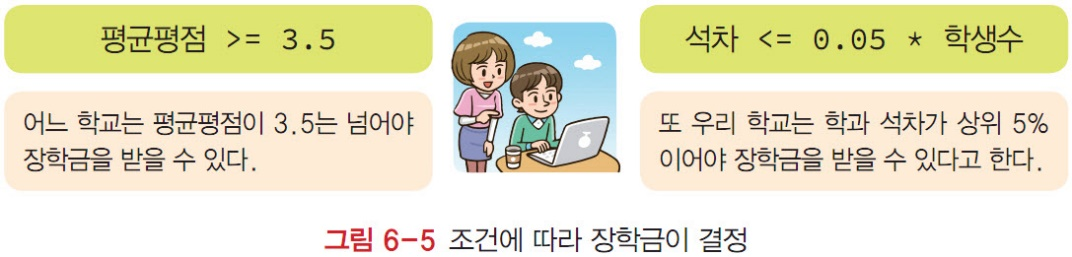 평균평점 >= 3.5
어느 학교는 평균평점이 3.5는 넘어야
장학금을 받을 수 있다.
석차 <= 0.05 * 학생수
또 우리 학교는 학과 석차가 상위 5%
이어야 장학금을 받을 수 있다고 한다.
그림 6-5 조건에 따라 장학금이 결정